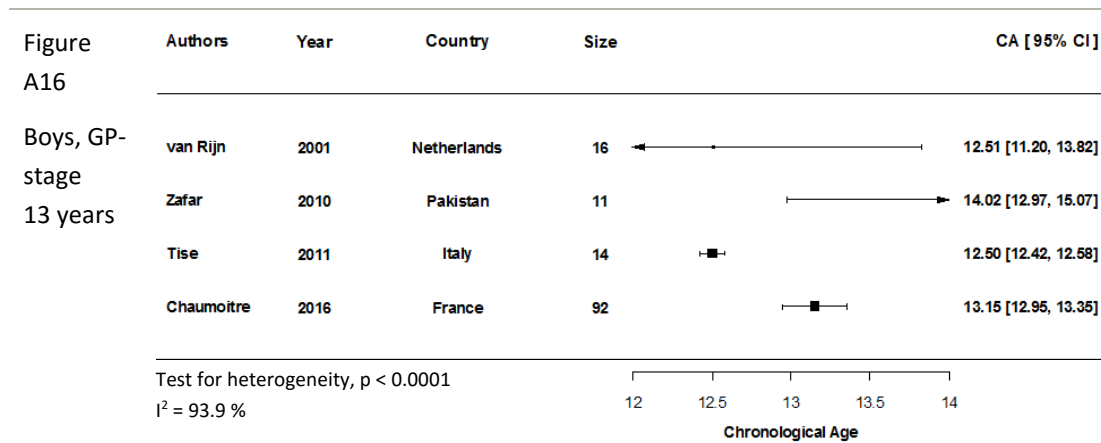 Figure
A16
Boys, GP-
stage
13 years
Authors Year Country Size CA [ 95% CI ]
van Rijn 2001 Netherlands 16 12.51 [11.20, 13.82]
Zafar 2010 Pakistan 11 14.02 [12.97, 15.07]
Tise 2011 Italy 14 12.50 [12.42, 12.58]
Chaumoitre 2016 France 92 13.15 [12.95, 13.35]
Test for heterogeneity, p < 0.0001
I² = 93.9 %
12 12.5 13 13.5 14
Chronological Age